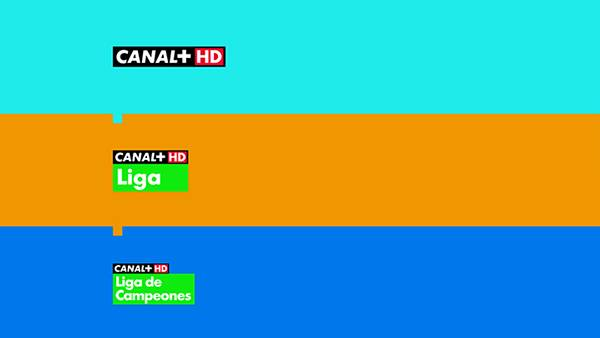 CANAL+ HD
CANAL+ HD
Liga
CANAL+ HD
Liga de
Campeones